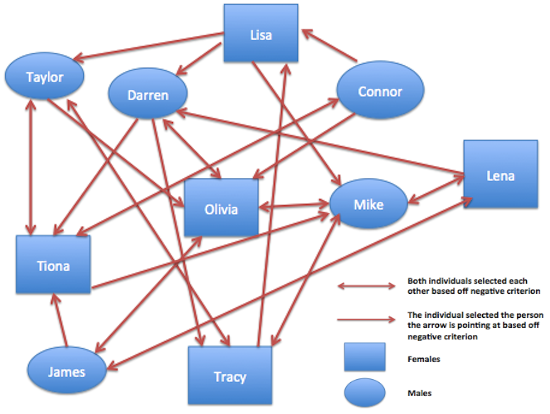 Lisa
Taylor
Darren
Connor
Lena
Olivia
Mike
Tiona
Both individuals selected each
other based off negative criterion
The individual selected the person
the arrow is pointing at based off
negative criterion
James
Tracy
Females
Males